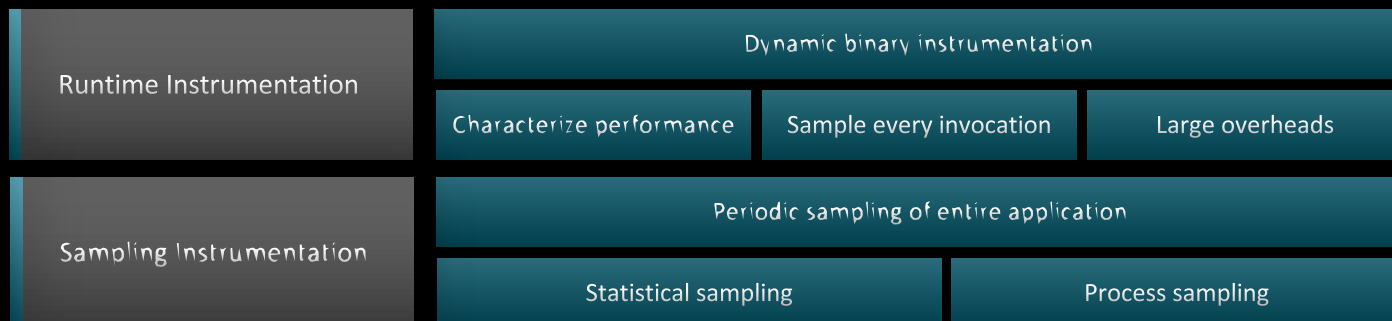 Runtime Instrumentation
Dynamic binary instrumentation
Characterize performance
Sample every invocation
Large overheads
Sampling Instrumentation
Periodic sampling of entire application
Statistical sampling
Process sampling